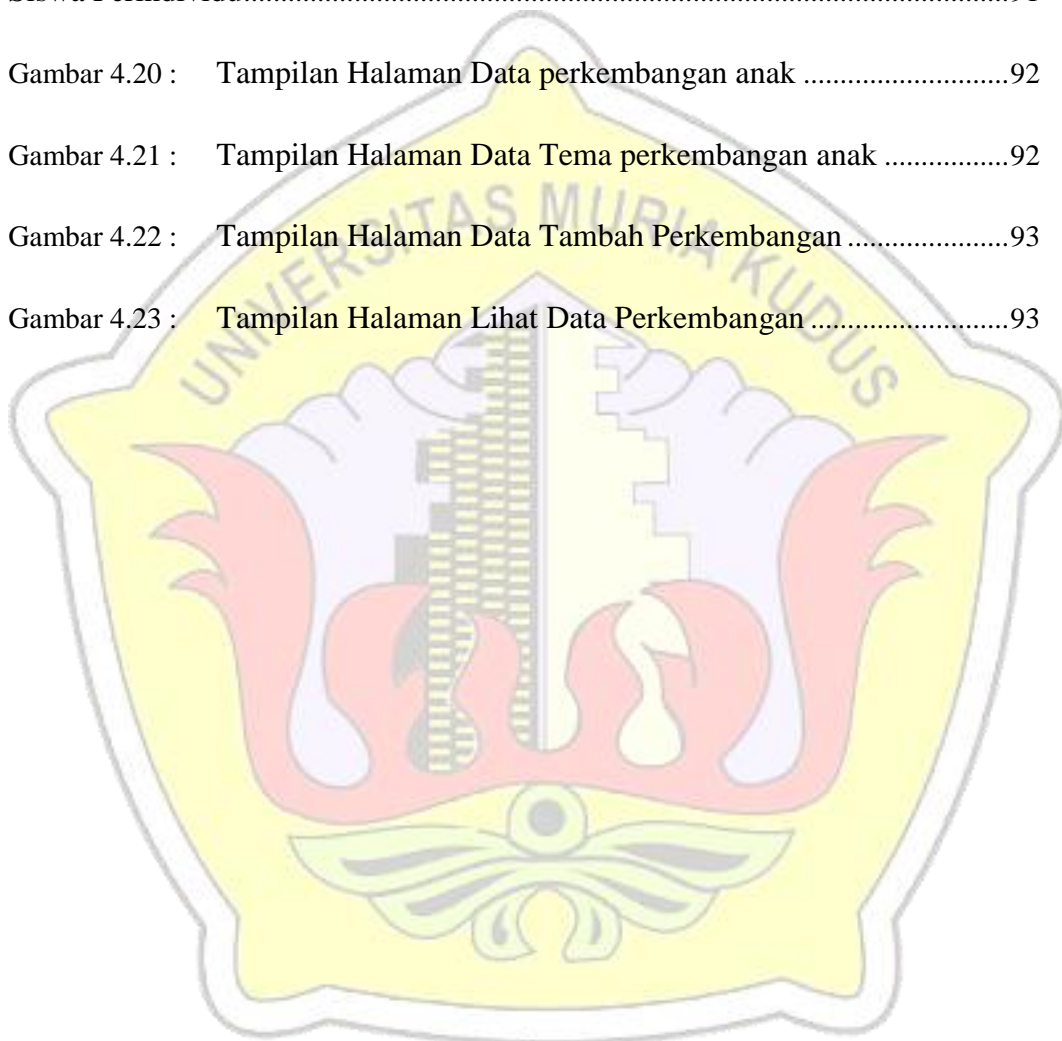 Gambar 4.20 : Tampilan Halaman Data perkembangan anak ..........................92
Gambar 4.21 : Tampilan Halaman Data Tema perkembangan anak ................92
Gambar 4.22 : Tampilan Halaman Data Tambah Perkembangan .....................93
Gambar 4.23 : Tampilan Halaman Lihat Data Perkembangan .........................93
UNIVERSITAS MURIA KUDUS